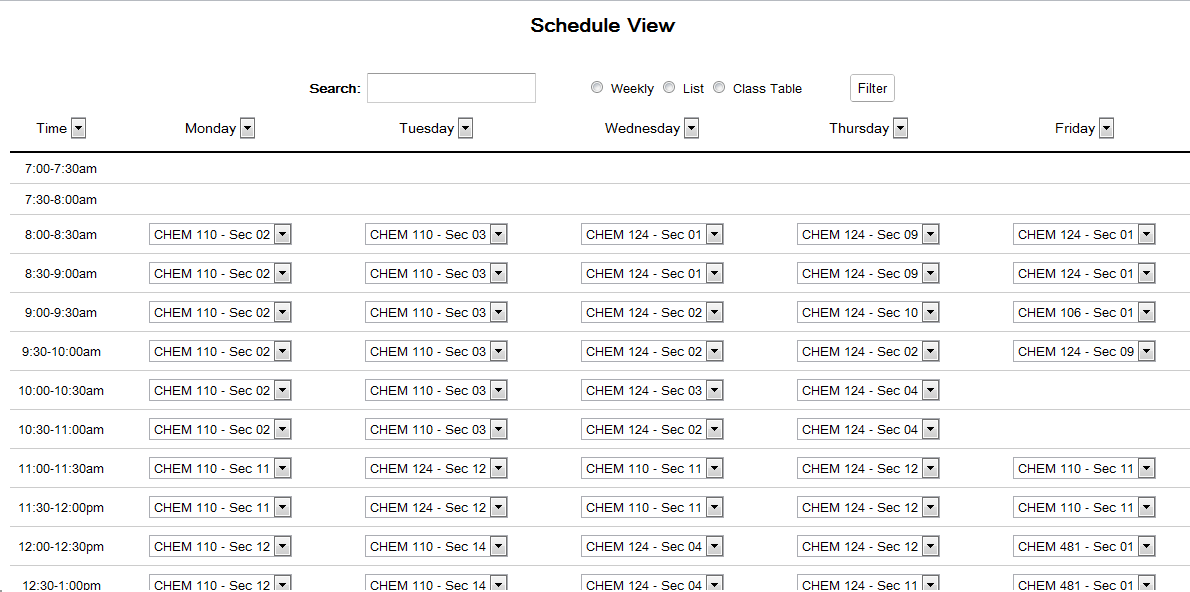 Schedule View
Search: Weekly List Class Table Filter
Time Monday Tuesday Wednesday Thursday Friday
7:00-7:30am
7:30-8:00am
8:00-8:30am CHEM 110 - Sec 02 CHEM 110 - Sec 03 CHEM 124 - Sec 01 CHEM 124 - Sec 09 CHEM 124 - Sec 01
8:30-9:00am CHEM 110 - Sec 02 CHEM 110 - Sec 03 CHEM 124 - Sec 01 CHEM 124 - Sec 09 CHEM 124 - Sec 01
9:00-9:30am CHEM 110 - Sec 02 CHEM 110 - Sec 03 CHEM 124 - Sec 02 CHEM 124 - Sec 10 CHEM 106 - Sec 01
9:30-10:00am CHEM 110 - Sec 02 CHEM 110 - Sec 03 CHEM 124 - Sec 02 CHEM 124 - Sec 02 CHEM 124 - Sec 09
10:00-10:30am CHEM 110 - Sec 02 CHEM 110 - Sec 03 CHEM 124 - Sec 03 CHEM 124 - Sec 04
10:30-11:00am CHEM 110 - Sec 02 CHEM 110 - Sec 03 CHEM 124 - Sec 02 CHEM 124 - Sec 04
11:00-11:30am CHEM 110 - Sec 11 CHEM 124 - Sec 12 CHEM 110 - Sec 11 CHEM 124 - Sec 12 CHEM 110 - Sec 11
11:30-12:00pm CHEM 110 - Sec 11 CHEM 124 - Sec 12 CHEM 110 - Sec 11 CHEM 124 - Sec 12 CHEM 110 - Sec 11
12:00-12:30pm CHEM 110 - Sec 12 CHEM 110 - Sec 14 CHEM 124 - Sec 04 CHEM 124 - Sec 12 CHEM 481 - Sec 01
12:30-1:00pm CHEM 110 - Sec 12 CHEM 110 - Sec 14 CHEM 124 - Sec 04 CHEM 124 - Sec 11 CHEM 481 - Sec 01